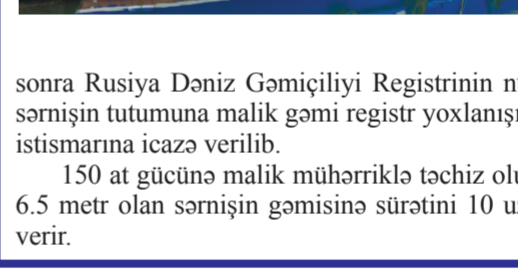 sonra Rusiya Dəniz Gəmiçiliyi Registrinin
sərnişin tutumuna malik gəmi registr
istismarına icazə verilib.
150 at gücünə malik mühərriklə təchiz
6.5 metr olan sərnişin gəmisinə sürətini 10
verir.